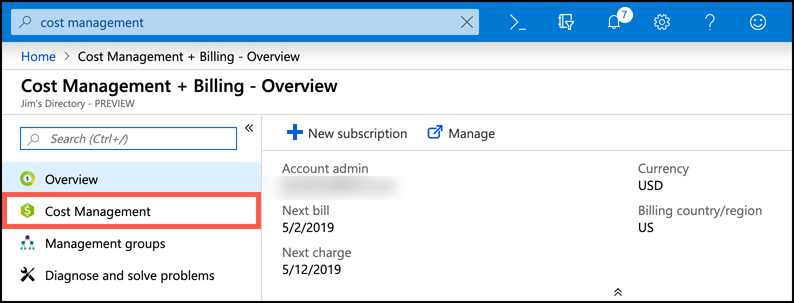 cost management
7
Home > Cost Management + Billing - Overview
Cost Management + Billing - Overview
Jim's Directory - PREVIEW
Search (Ctrl+/)
Overview
Cost Management
Management groups
Diagnose and solve problems
New subscription Manage
Account admin
Next bill
5/2/2019
Next charge
5/12/2019
Currency
USD
Billing country/region
US